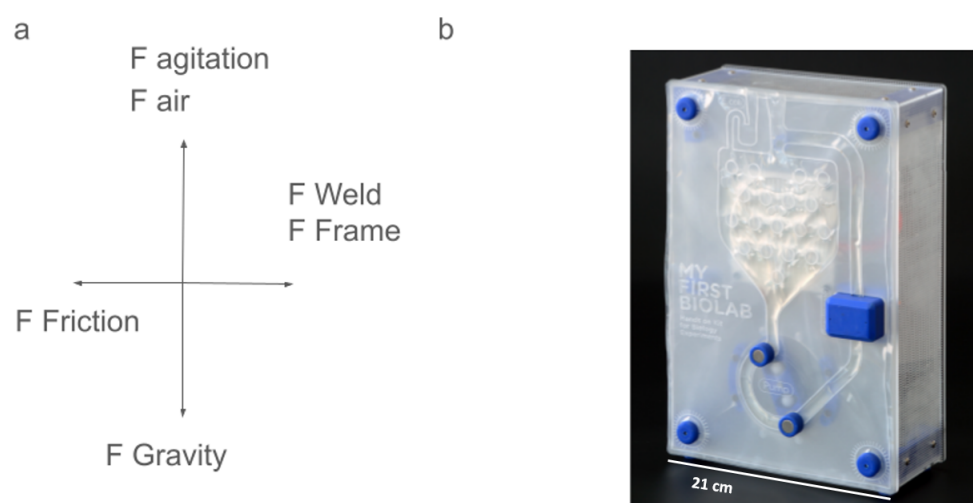 a
F agitation
F air
F Weld
F Frame
F Friction
F Gravity
b
MY
FIRST
BIOLAB
21 cm